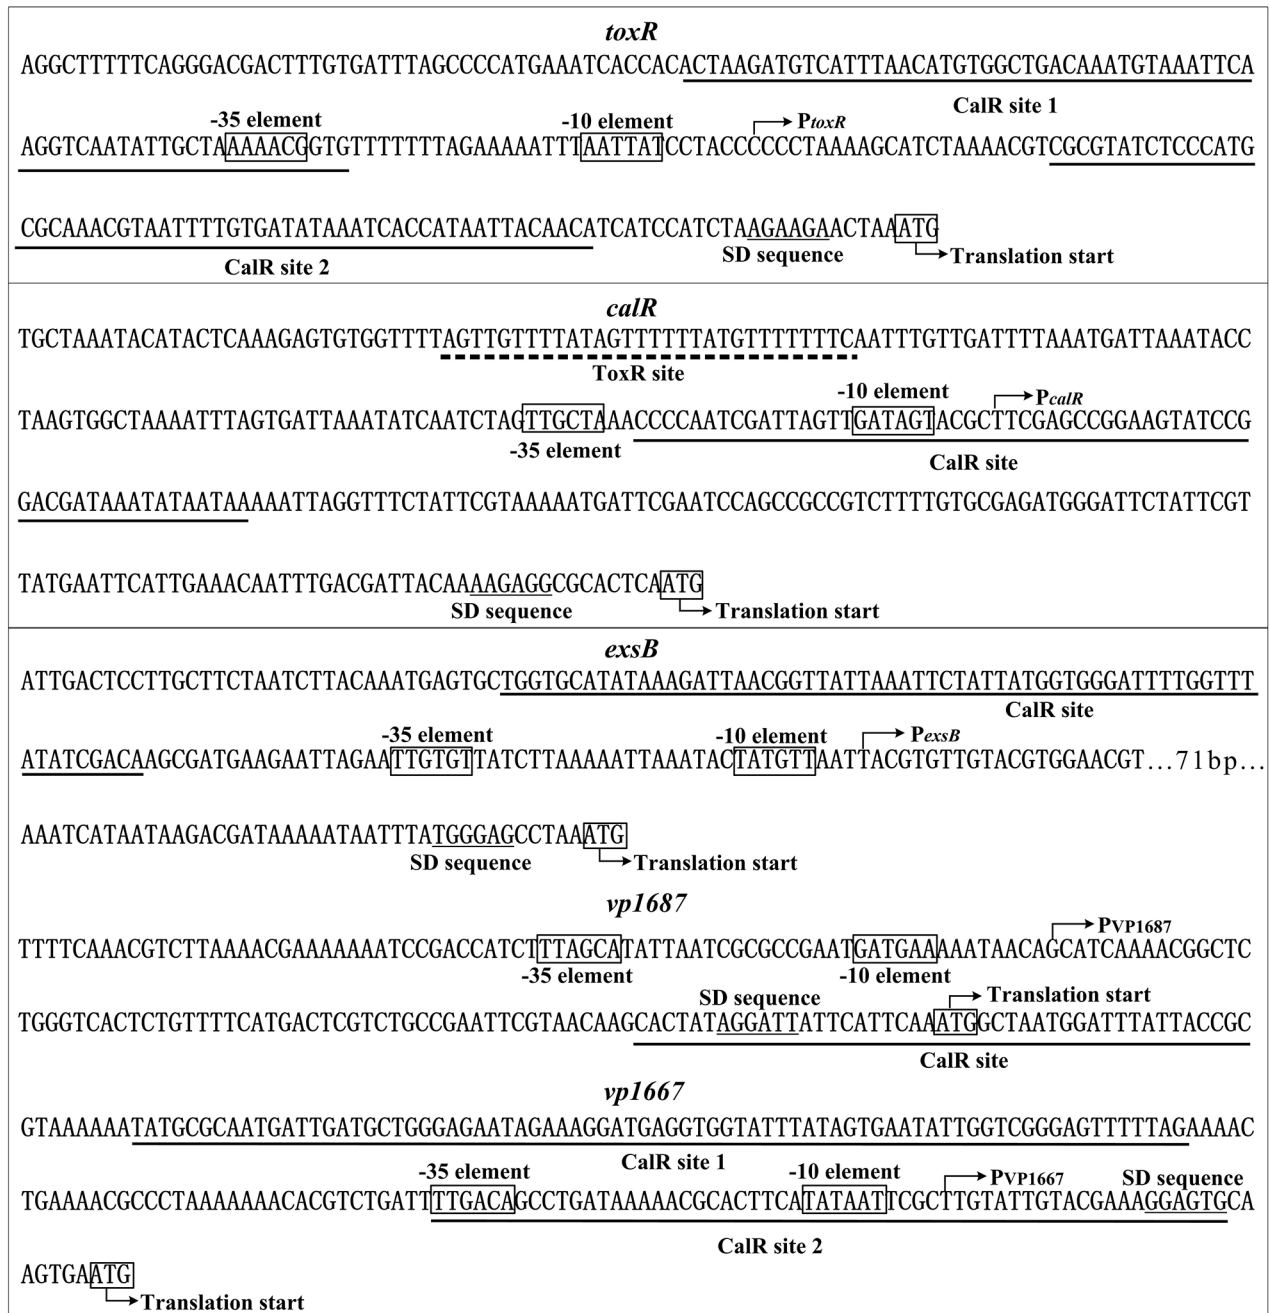 toxR
AGGCTTTTTCAGGGACGACTTTGTGATTTAGCCCCATGAAATCACCACACTAAGATGTCATTTAACATGTGGCTGACAAATGTAAATTCA
CalR site 1
-35 element
-10 element
PtoxR
AGGTCAATATTGCTAAAAACGGTGTTTTTTTAGAAAAATTTAATTATCCTACCCCCCTAAAAGCATCTAAAACGTCGCGTATCTCCCATG
CGCAAACGTAATTTTGTGATATAAATCACCATAATTACAACATCATCCATCTAAGAAGAACTAAATG
SD sequence
Translation start
CalR site 2
calR
TGCTAAATACATACTCAAAGAGTGTGGTTTTAGTTGTTTTATAGTTTTTTATGTTTTTTTCAATTTGTTGATTTTAAATGATTAAATACC
ToxR site
-10 element
PcalR
TAAGTGGCTAAAATTTAGTGATTAAATATCAATCTAGTTGCTAAACCCCAATCGATTAGTTGATAGTACGCTTCGAGCCGGAAGTATCCG
-35 element
CalR site
GACGATAAATATAATAAAAATTAGGTTTCTATTCGTAAAAATGATTCGAATCCAGCCGCCGTCTTTTGTGCGAGATGGGATTCTATTCGT
TATGAATTCATTGAAACAATTTGACGATTACAAAAGAGGCGCACTCAATG
SD sequence
Translation start
exsB
ATTGACTCCTTGCTTCTAATCTTACAAATGAGTGCTGGTGCATATAAAGATTAACGGTTATTAAATTCTATTATGGTGGGATTTTGGTTT
CalR site
-35 element
-10 element
PexsB
ATATCGACAAGCGATGAAGAATTAGAATTGTGTTATCTTAAAAATTAAATACTATGTTAATTACGTGTTGTACGTGGAACGT...71bp...
AAATCATAATAAGACGATAAAAATAATTTATGGGAGCCTAAATG
SD sequence
Translation start
vp1687
PVP1687
TTTTCAAACGTCTTAAAACGAAAAAAATCCGACCATCTTTAGCATATTAATCGCGCCGAATGATGAAAAATAACAGCATCAAAACGGCTC
-35 element
-10 element
SD sequence
Translation start
TGGGTCACTCTGTTTTCATGACTCGTCTGCCGAATTCGTAACAAGCACTATAGGATTATTCATTCAAATGGCTAATGGATTTATTACCGC
CalR site
vp1667
GTAAAAAATATGCGCAATGATTGATGCTGGGAGAATAGAAAGGATGAGGTGGTATTTATAGTGAATATTGGTCGGGAGTTTTTAGAAAAC
CalR site 1
-35 element
-10 element
PVP1667
SD sequence
TGAAAACGCCCTAAAAAAACACGTCTGATTTTGACAGCCTGATAAAAACGCACTTCATATAATTCGCTTGTATTGTACGAAAGGAGTGCA
CalR site 2
AGTGAATG
Translation start